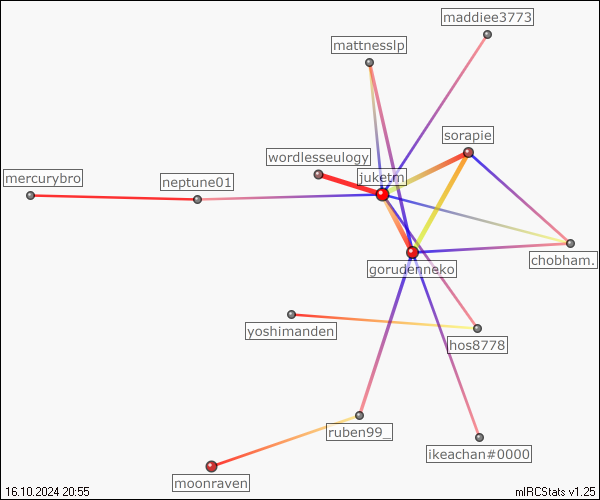 maddiee3773
mattnesslp
sorapie
wordlesseulogy
juketm
mercurybro
neptune01
chobham.
gorudenneko
yoshimanden
hos8778
ruben99_
ikeachan#0000
moonraven
16.10.2024 20:55
mIRCStats v1.25